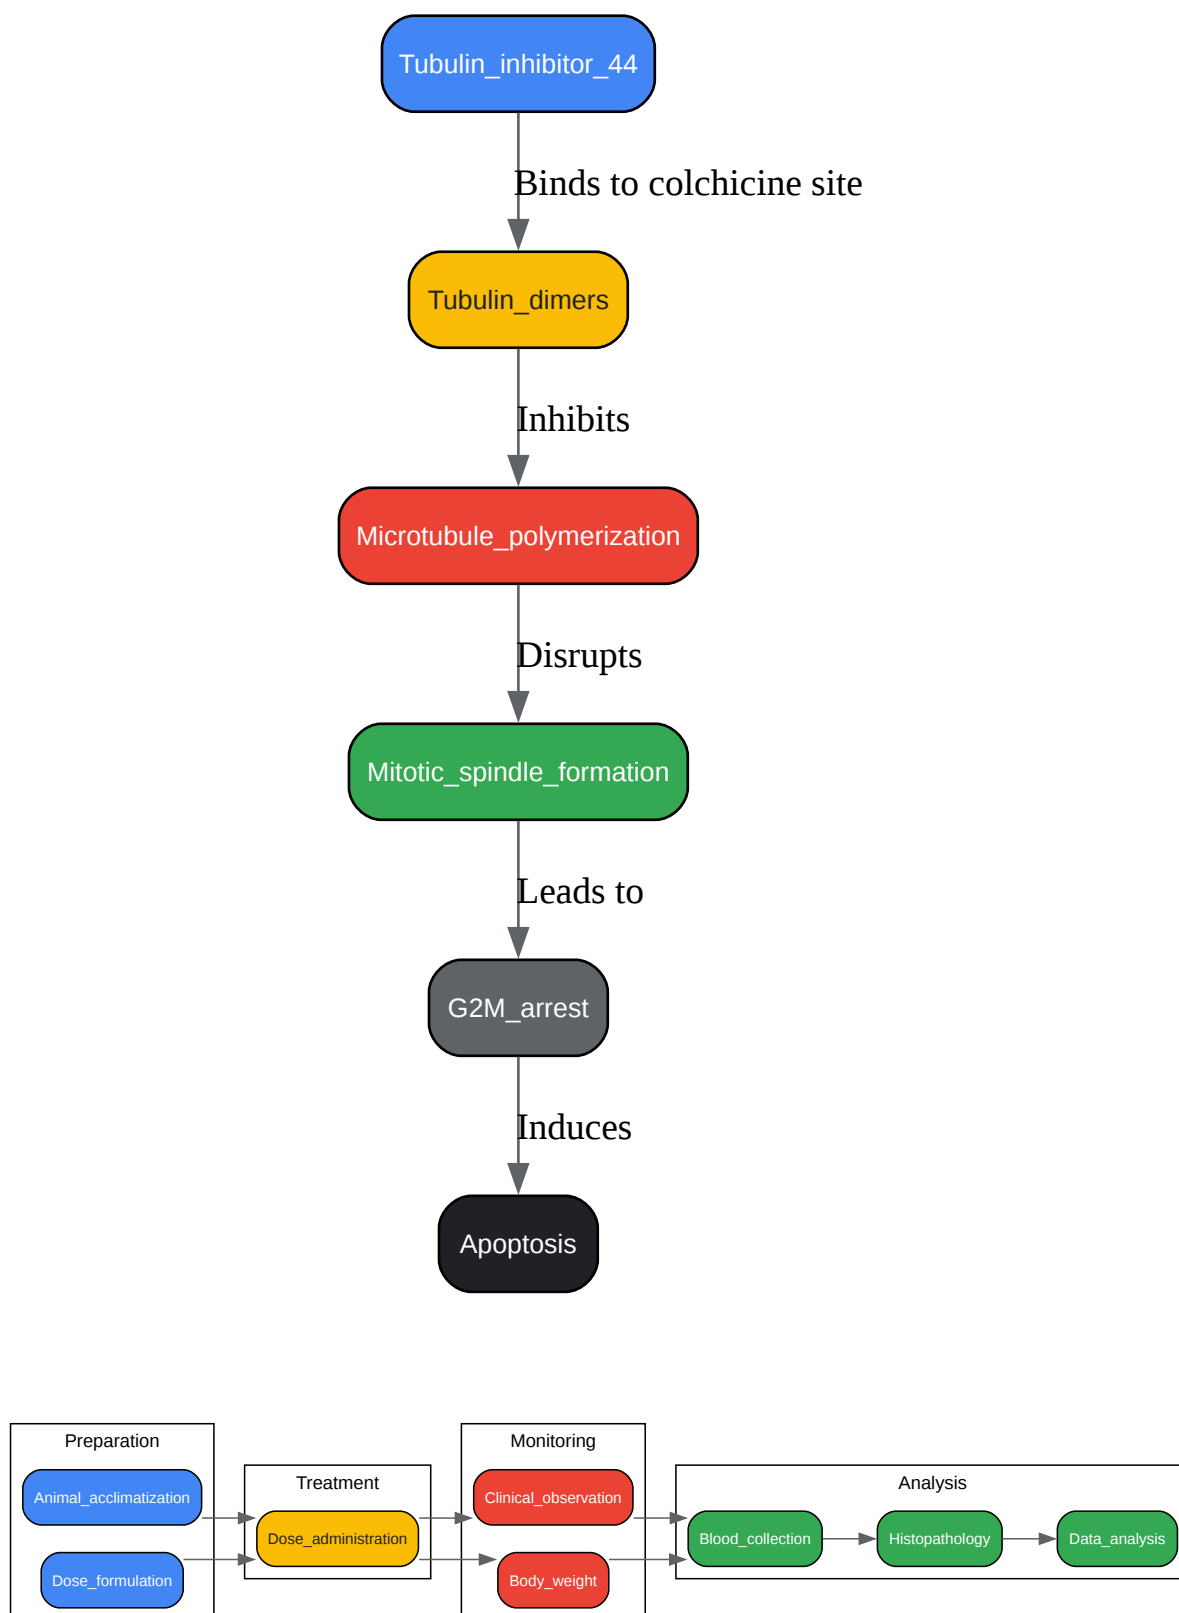 Tubulin_inhibitor_44
Binds to colchicine site
Tubulin_dimers
Inhibits
Microtubule_polymerization
Disrupts
Mitotic_spindle_formation
Leads to
G2M_arrest
Induces
Apoptosis
Preparation
Animal_acclimatization
Dose_formulation
Treatment
Dose_administration
Monitoring
Clinical_observation
Body_weight
Analysis
Blood_collection
Histopathology
Data_analysis